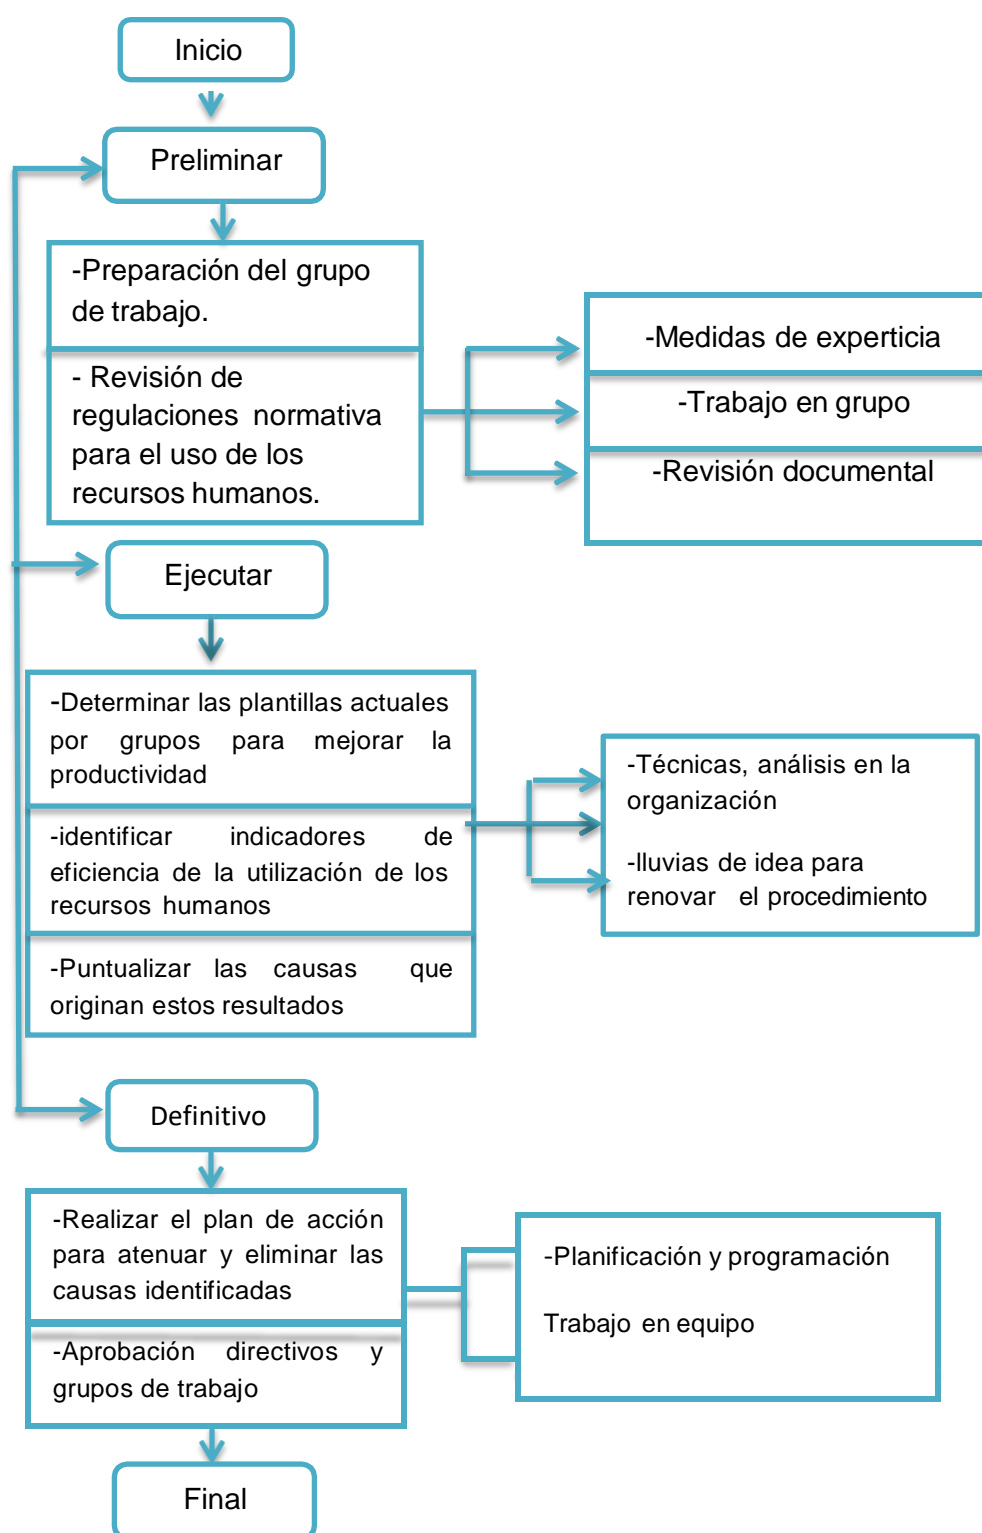 Inicio
Preliminar
-Preparación del grupo
de trabajo.
- Revisión de
regulaciones normativa
para el uso de los
recursos humanos.
-Medidas de experticia
-Trabajo en grupo
-Revisión documental
Ejecutar
-Determinar las plantillas actuales
por grupos para mejorar la
productividad
-identificar indicadores de
eficiencia de la utilización de los
recursos humanos
-Puntualizar las causas que
originan estos resultados
-Técnicas, análisis en la
organización
-lluvias de idea para
renovar el procedimiento
Definitivo
-Realizar el plan de acción
para atenuar y eliminar las
causas identificadas
-Aprobación directivos y
grupos de trabajo
-Planificación y programación
Trabajo en equipo
Final